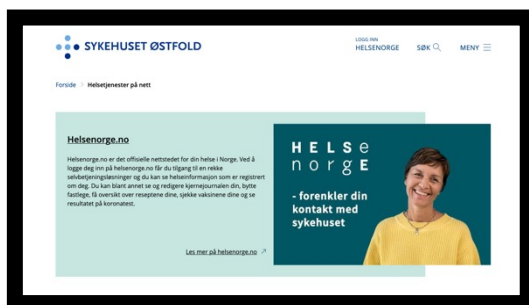 SYKEHUSET ØSTFOLD
LOGG INN
HELSENORGE
SØK
MENY
Forside > Helsetjenester på nett
Helsenorge.no
Helsenorge.no er det offisielle nettstedet for din helse i Norge. Ved å
logge deg inn på helsenorge.no får du tilgang til en rekke
selvbetjeningsløsninger og du kan se helseinformasjon som er registrert
om deg. Du kan blant annet se og redigere kjernejournalen din, bytte
fastlege, få oversikt over reseptene dine, sjekke vaksinene dine og se
resultatet på koronatest.
Les mer på helsenorge.no
HELSe
norgE
- forenkler din
kontakt med
sykehuset